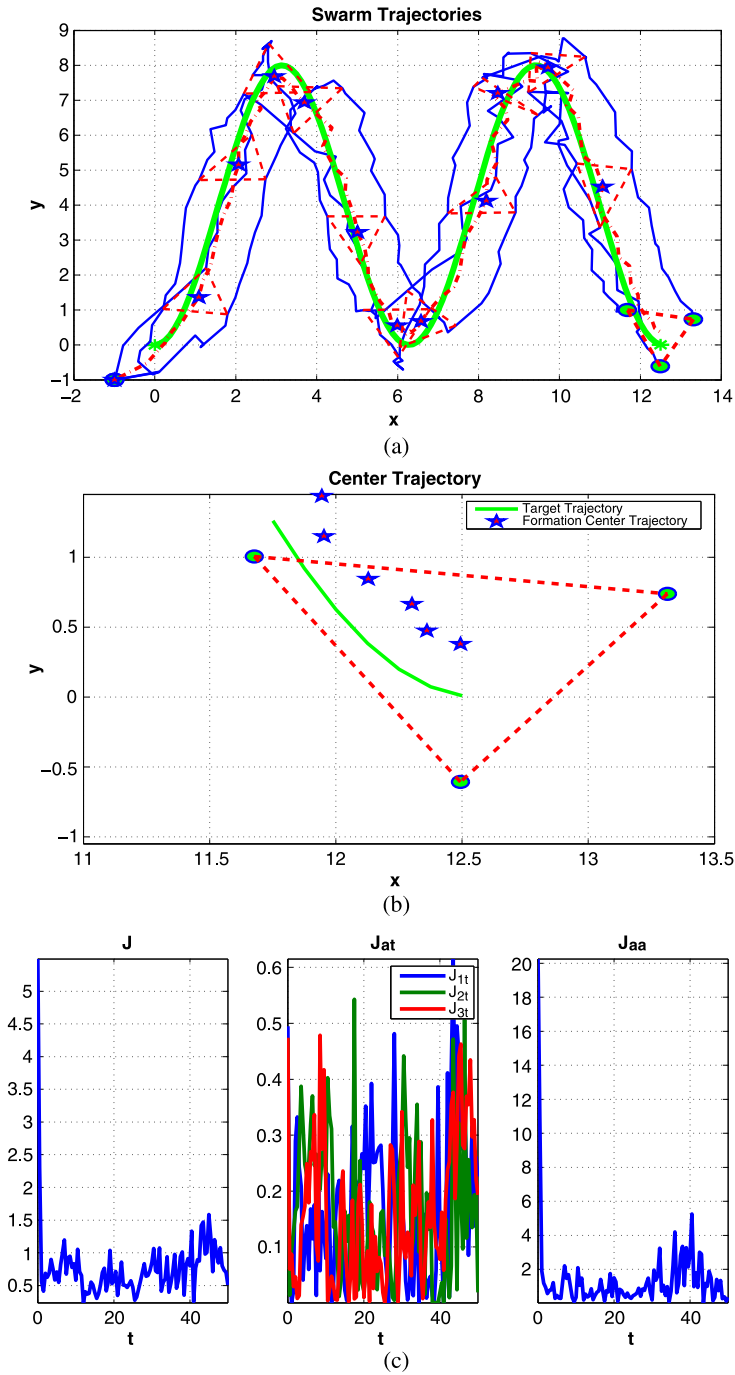 Swarm Trajectories
9
8
7
6
5
4
3
2
1
0
−1
y
−2 0 2 4 6 8 10 12 14
x
(a)
Center Trajectory
Target Trajectory
Formation Center Trajectory
1
0.5
0
−0.5
−1
y
11 11.5 12 12.5 13 13.5
x
(b)
J
5
4.5
4
3.5
3
2.5
2
1.5
1
0.5
0 20 40
t
Jat
J1t
J2t
J3t
0.6
0.5
0.4
0.3
0.2
0.1
0 20 40
t
Jaa
20
18
16
14
12
10
8
6
4
2
0 20 40
t
(c)